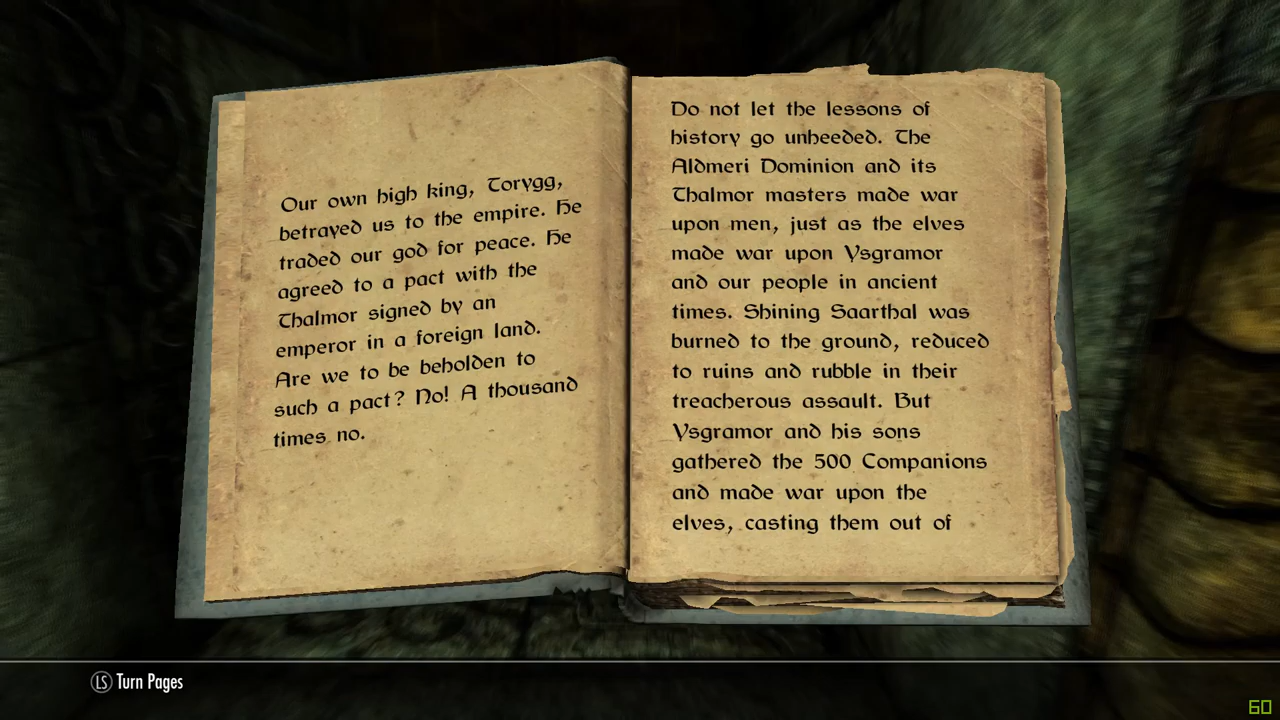 Our own high king, Torygg,
betrayed us to the empire. He
traded our god for peace. He
agreed to a pact with the
Thalmor signed by an
emperor in a foreign land.
Are we to be beholden to
such a pact? No! A thousand
times no.
Do not let the lessons of
history go unheeded. The
Aldmeri Dominion and its
Thalmor masters made war
upon men, just as the elves
made war upon Ysgramor
and our people in ancient
times. Shining Saarthal was
burned to the ground, reduced
to ruins and rubble in their
treacherous assault. But
Ysgramor and his sons
gathered the 500 Companions
and made war upon the
elves, casting them out of
LS Turn Pages
60